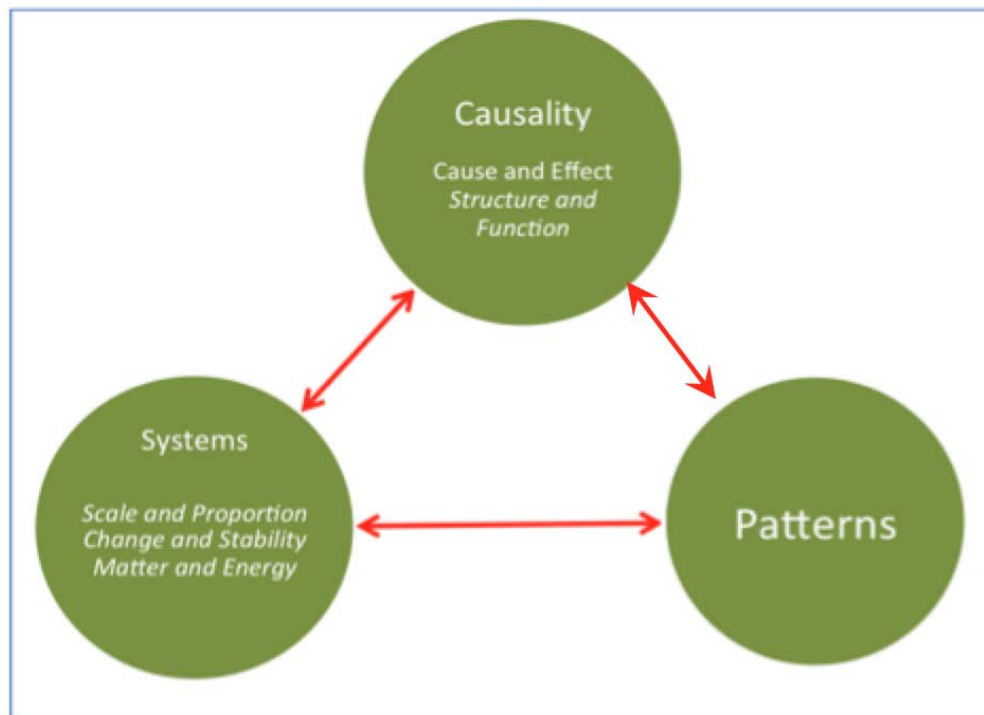 Causality
Cause and Effect
Structure and
Function
Systems
Scale and Proportion
Change and Stability
Matter and Energy
Patterns